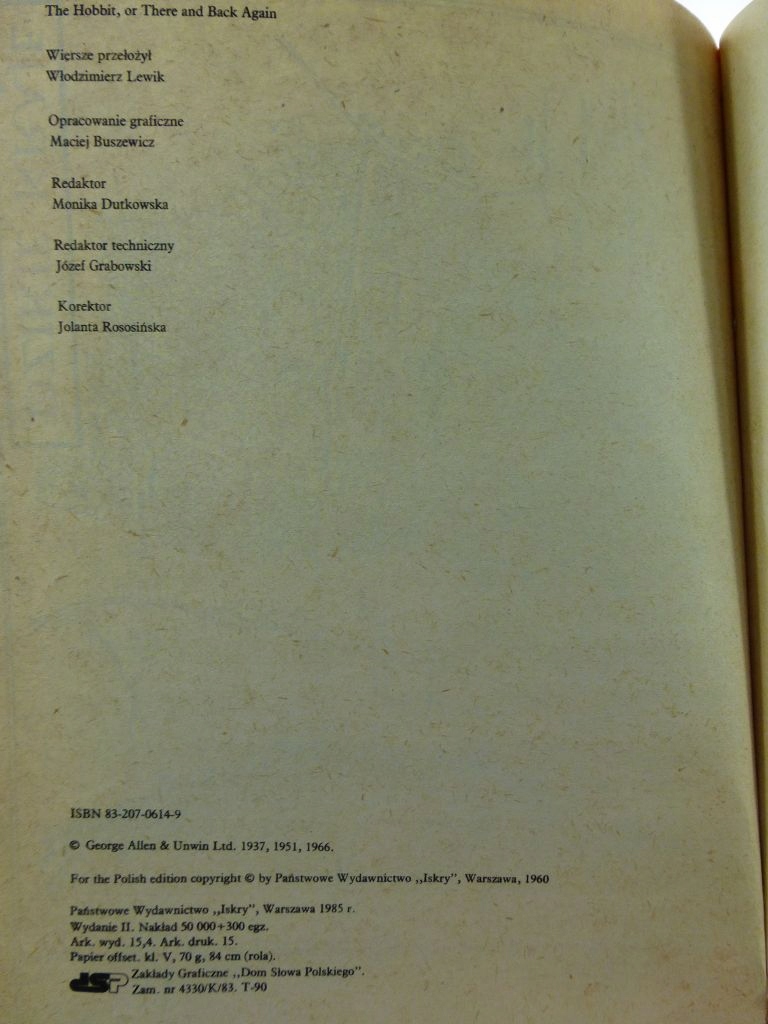 The Hobbit, or There and Back Again
Wiersze przełożył
Włodzimierz Lewik
Opracowanie graficzne
Maciej Buszewicz
Redaktor
Monika Dutkowska
Redaktor techniczny
Józef Grabowski
Korektor
Jolanta Rososińska
ISBN 83-207-0614-9
© George Allen & Unwin Ltd. 1937, 1951, 1966.
For the Polish edition copyright © by Państwowe Wydawnictwo ,,Iskry”, Warszawa, 1960
Państwowe Wydawnictwo ,,Iskry”, Warszawa 1985 r.
Wydanie II. Nakład 50 000+300 egz.
Ark. wyd. 15,4. Ark. druk. 15.
Papier offset. kl. V, 70 g, 84 cm (rola).
DSP Zakłady Graficzne ,,Dom Słowa Polskiego”.
Zam. nr 4330/K/83. T-90